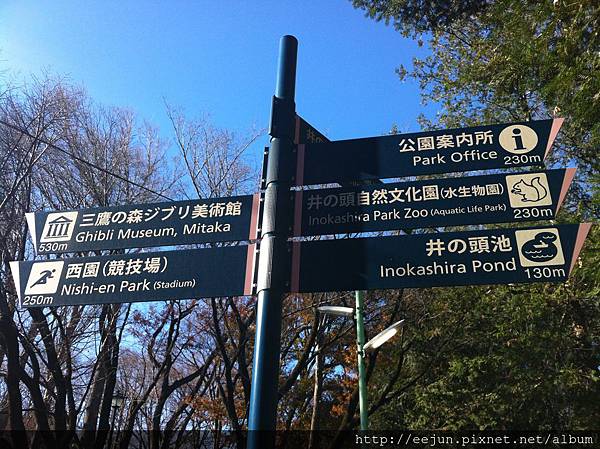 公園案内所
Park Office
230m
井の頭自然文化園(水生物園)
Inokashira Park Zoo (Aquatic Life Park)
230m
井の頭池
Inokashira Pond
130m
三鷹の森ジブリ美術館
Ghibli Museum, Mitaka
530m
西園(競技場)
Nishi-en Park (Stadium)
250m
http://eejun.pixnet.net/album